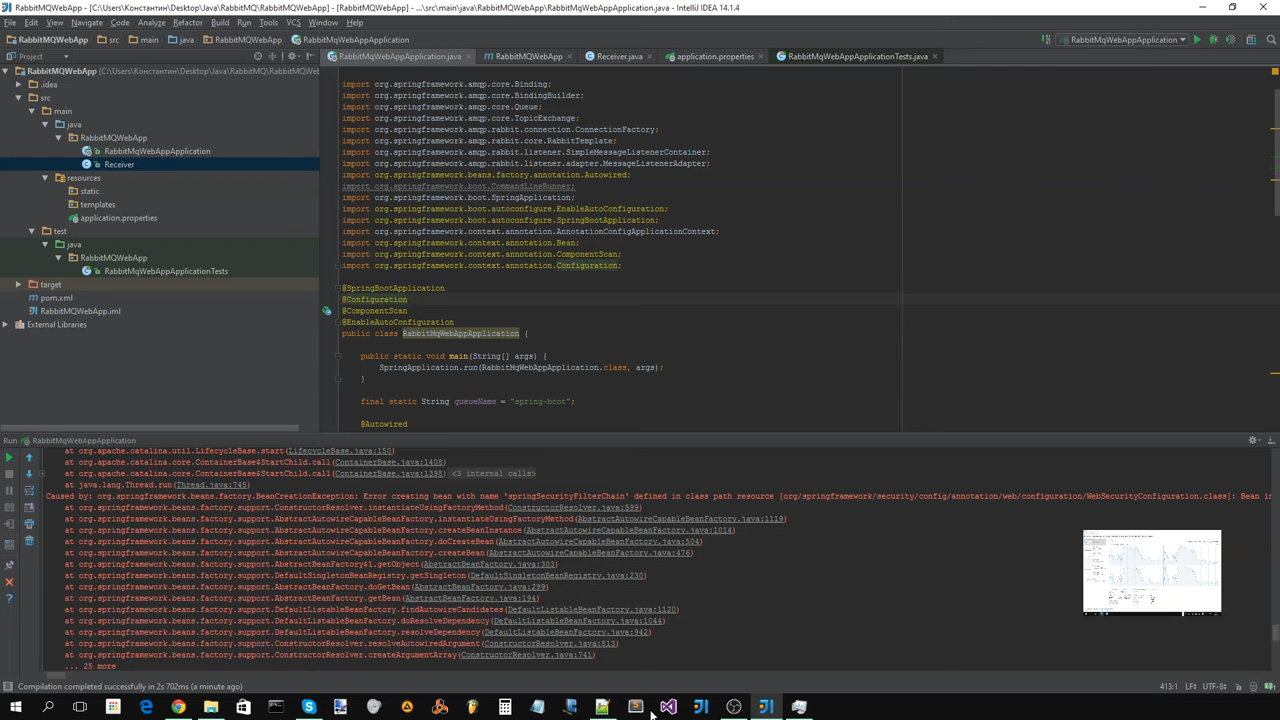 RabbitMQWebApp - [C:\Users\Константин\Desktop\Java\RabbitMQ\RabbitMQWebApp] - [RabbitMQWebApp] - ...\src\main\java\RabbitMQWebApp\RabbitMqWebAppApplication.java - IntelliJ IDEA 14.1.4
File Edit View Navigate Code Analyze Refactor Build Run Tools VCS Window Help
RabbitMQWebApp src main java RabbitMQWebApp RabbitMqWebAppApplication RabbitMqWebAppApplication
Project RabbitMqWebAppApplication.java RabbitMQWebApp Receiver.java application.properties RabbitMqWebAppApplicationTests.java
RabbitMQWebApp (C:\Users\Константин\Desktop\Java\RabbitMQ\RabbitMQWebApp
.idea
src
main
java
RabbitMQWebApp
RabbitMqWebAppApplication
Receiver
resources
static
templates
application.properties
test
java
RabbitMQWebApp
RabbitMqWebAppApplicationTests
target
pom.xml
RabbitMQWebApp.iml
External Libraries
import org.springframework.amqp.core.Binding;
import org.springframework.amqp.core.BindingBuilder;
import org.springframework.amqp.core.Queue;
import org.springframework.amqp.core.TopicExchange;
import org.springframework.amqp.rabbit.connection.ConnectionFactory;
import org.springframework.amqp.rabbit.core.RabbitTemplate;
import org.springframework.amqp.rabbit.listener.SimpleMessageListenerContainer;
import org.springframework.amqp.rabbit.listener.adapter.MessageListenerAdapter;
import org.springframework.beans.factory.annotation.Autowired;
import org.springframework.boot.CommandLineRunner;
import org.springframework.boot.SpringApplication;
import org.springframework.boot.autoconfigure.EnableAutoConfiguration;
import org.springframework.boot.autoconfigure.SpringBootApplication;
import org.springframework.context.annotation.AnnotationConfigApplicationContext;
import org.springframework.context.annotation.Bean;
import org.springframework.context.annotation.ComponentScan;
import org.springframework.context.annotation.Configuration;
@SpringBootApplication
@Configuration
@ComponentScan
@EnableAutoConfiguration
public class RabbitMqWebAppApplication {
public static void main(String[] args) {
SpringApplication.run(RabbitMqWebAppApplication.class, args);
}
final static String queueName = "spring-boot";
@Autowired
Run RabbitMqWebAppApplication
at org.apache.catalina.util.LifecycleBase.start(LifecycleBase.java:150)
at org.apache.catalina.core.ContainerBase$StartChild.call(ContainerBase.java:1408)
at org.apache.catalina.core.ContainerBase$StartChild.call(ContainerBase.java:1398) <3 internal calls>
at java.lang.Thread.run(Thread.java:745)
Caused by: org.springframework.beans.factory.BeanCreationException: Error creating bean with name 'springSecurityFilterChain' defined in class path resource [org/springframework/security/config/annotation/web/configuration/WebSecurityConfiguration.class]: Bean in
at org.springframework.beans.factory.support.ConstructorResolver.instantiateUsingFactoryMethod(ConstructorResolver.java:599)
at org.springframework.beans.factory.support.AbstractAutowireCapableBeanFactory.instantiateUsingFactoryMethod(AbstractAutowireCapableBeanFactory.java:1119)
at org.springframework.beans.factory.support.AbstractAutowireCapableBeanFactory.createBeanInstance(AbstractAutowireCapableBeanFactory.java:1014)
at org.springframework.beans.factory.support.AbstractAutowireCapableBeanFactory.doCreateBean(AbstractAutowireCapableBeanFactory.java:504)
at org.springframework.beans.factory.support.AbstractAutowireCapableBeanFactory.createBean(AbstractAutowireCapableBeanFactory.java:476)
at org.springframework.beans.factory.support.AbstractBeanFactory$1.getObject(AbstractBeanFactory.java:303)
at org.springframework.beans.factory.support.DefaultSingletonBeanRegistry.getSingleton(DefaultSingletonBeanRegistry.java:230)
at org.springframework.beans.factory.support.AbstractBeanFactory.doGetBean(AbstractBeanFactory.java:299)
at org.springframework.beans.factory.support.AbstractBeanFactory.getBean(AbstractBeanFactory.java:194)
at org.springframework.beans.factory.support.DefaultListableBeanFactory.findAutowireCandidates(DefaultListableBeanFactory.java:1120)
at org.springframework.beans.factory.support.DefaultListableBeanFactory.doResolveDependency(DefaultListableBeanFactory.java:1044)
at org.springframework.beans.factory.support.DefaultListableBeanFactory.resolveDependency(DefaultListableBeanFactory.java:942)
at org.springframework.beans.factory.support.ConstructorResolver.resolveAutowiredArgument(ConstructorResolver.java:813)
at org.springframework.beans.factory.support.ConstructorResolver.createArgumentArray(ConstructorResolver.java:741)
... 25 more
Compilation completed successfully in 2s 702ms (a minute ago) 413:1 LF÷ UTF-8÷